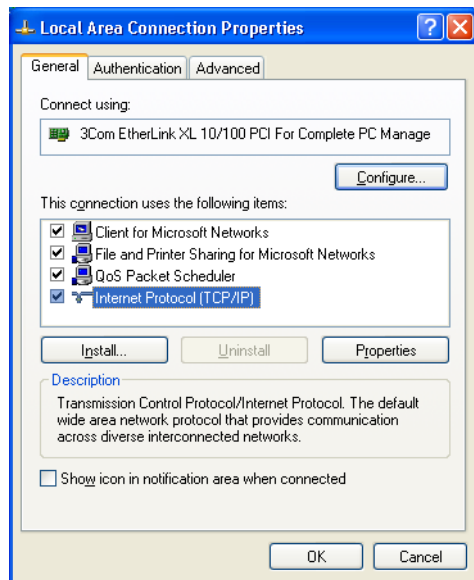 Local Area Connection Properties
General
Authentication
Advanced
Connect using:
3Com EtherLink XL 10/100 PCI For Complete PC Manage
Configure...
This connection uses the following items:
Client for Microsoft Networks
File and Printer Sharing for Microsoft Networks
QoS Packet Scheduler
Internet Protocol (TCP/IP)
Install...
Uninstall
Properties
Description
Transmission Control Protocol/Internet Protocol. The default
wide area network protocol that provides communication
across diverse interconnected networks.
Show icon in notification area when connected
OK
Cancel